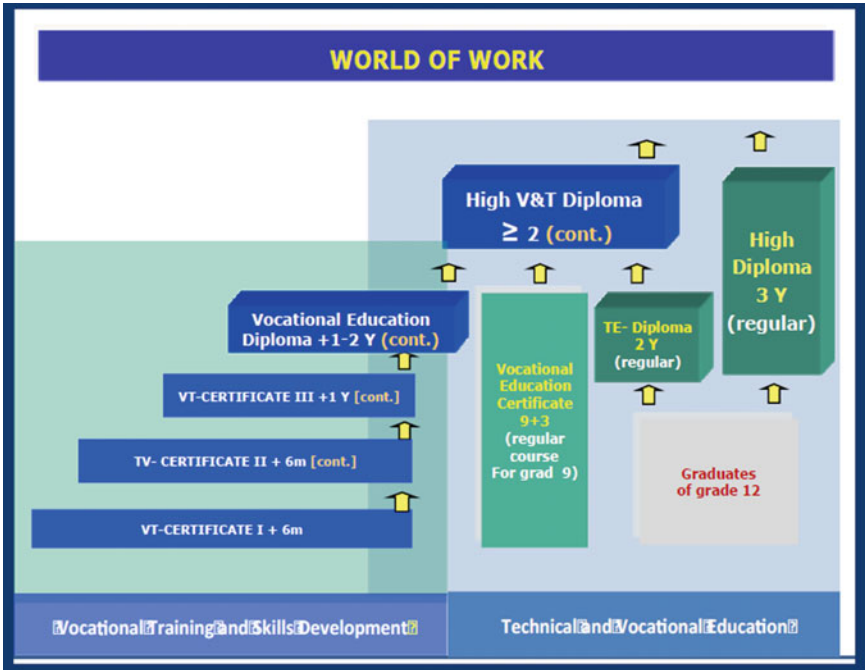 WORLD OF WORK
High V&T Diploma
≥ 2 (cont.)
High
Diploma
3 Y
(regular)
Vocational Education
Diploma +1-2 Y (cont.)
TE- Diploma
2 Y
(regular)
Vocational
Education
Certificate
9+3
(regular
course
For grad 9)
VT-CERTIFICATE III +1 Y [cont.]
TV- CERTIFICATE II + 6m [cont.]
VT-CERTIFICATE I + 6m
Graduates
of grade 12
Vocational Training and Skills Development
Technical and Vocational Education